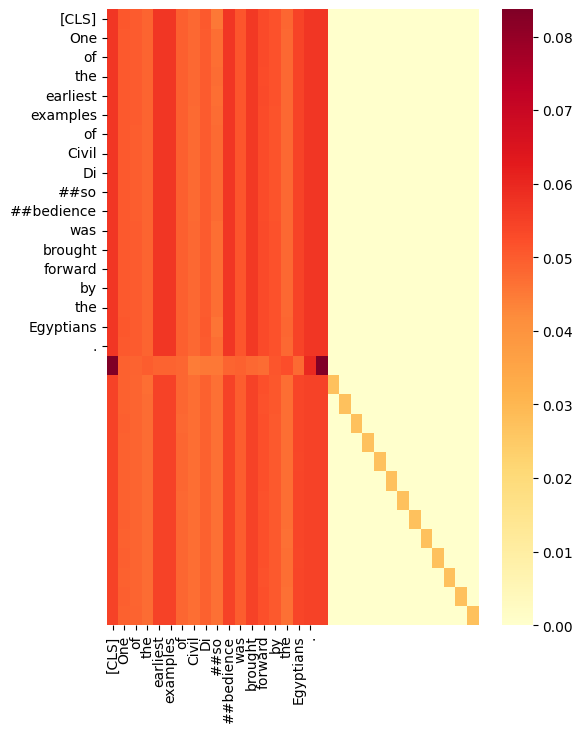 [CLS]
One
of
the
earliest
examples
of
Civil
Di
##so
##bedience
was
brought
forward
by
the
Egyptians
.
0.08
0.07
0.06
0.05
0.04
0.03
0.02
0.01
0.00
[CLS]
One
of
the
earliest
examples
of
Civil
Di
##so
##bedience
was
brought
forward
by
the
Egyptians
.